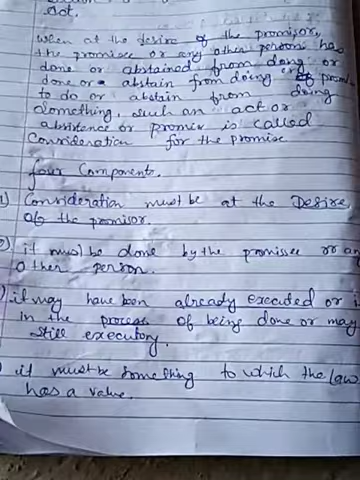 Act.
When at the desire of the promisor,
the promisee or any other person has
done or abstained from doing or
done or abstain from doing or promise
to do or abstain from doing
something, such an act or
abstinence or promise is called
Consideration for the promise
four Components.
1) Consideration must be at the Desire
of the promisor.
2) it must be done by the promisee or an
other person.
) it may have been already executed or i
in the process of being done or may
still executory.
) it must be something to which the law
has a value.